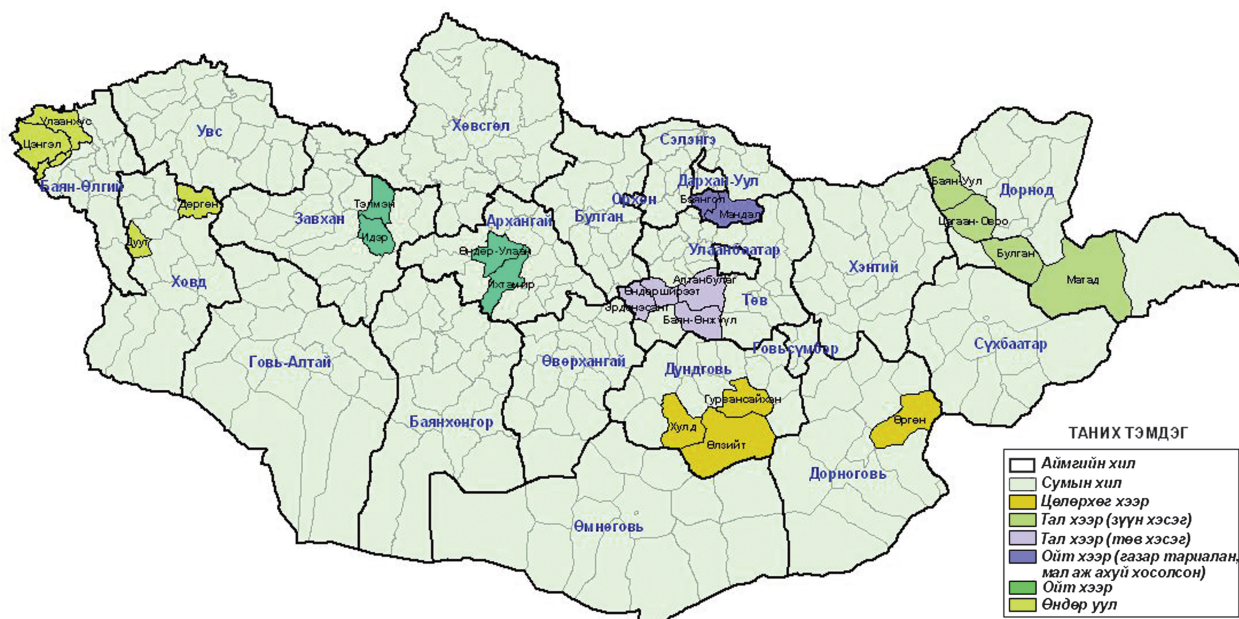 Хөвсгөл
Увс
Улаанхус
Цэнгэл
Баян-Өлгий
Сэлэнгэ
Дархан-Уул
Орхон
Баянгол
Мандал
Баян-Уул
Дорнод
Цагаан-Овоо
Булган
Матад
Дөргөн
Дуут
Ховд
Завхан
Тэлмэн
Идэр
Архангай
Өндөр-Улаан
Ихтамир
Булган
Улаанбаатар
Хэнтий
Алтанбулаг
Өндөрширээт
Эрдэнэсант
Баян-Өнжүүл
Төв
Говьсүмбэр
Сүхбаатар
Говь-Алтай
Баянхонгор
Өвөрхангай
Дундговь
Гурвансайхан
Хулд
Өлзийт
Өргөн
Дорноговь
Өмнөговь
ТАНИХ ТЭМДЭГ
Аймгийн хил
Сумын хил
Цөлөрхөг хээр
Тал хээр (зүүн хэсэг)
Тал хээр (төв хэсэг)
Ойт хээр (газар тариалан,
мал аж ахуй хосолсон)
Ойт хээр
Өндөр уул